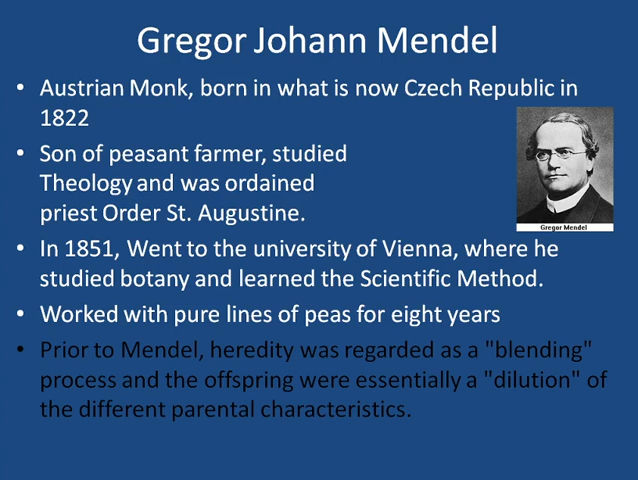 Gregor Johann Mendel
• Austrian Monk, born in what is now Czech Republic in
1822
• Son of peasant farmer, studied
Theology and was ordained
priest Order St. Augustine.
Gregor Mendel
• In 1851, Went to the university of Vienna, where he
studied botany and learned the Scientific Method.
• Worked with pure lines of peas for eight years
• Prior to Mendel, heredity was regarded as a "blending"
process and the offspring were essentially a "dilution" of
the different parental characteristics.